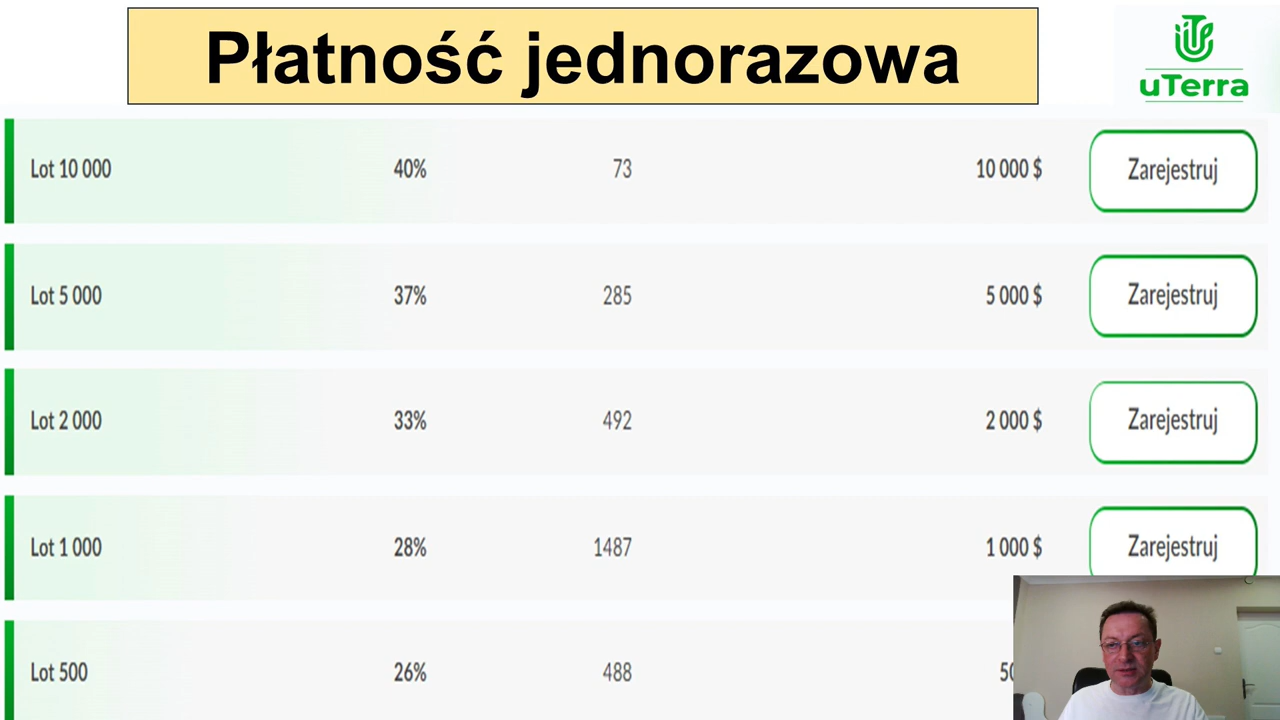 Płatność jednorazowa
uTerra
Lot 10 000 40% 73 10 000 $ Zarejestruj
Lot 5 000 37% 285 5 000 $ Zarejestruj
Lot 2 000 33% 492 2 000 $ Zarejestruj
Lot 1 000 28% 1487 1 000 $ Zarejestruj
Lot 500 26% 488